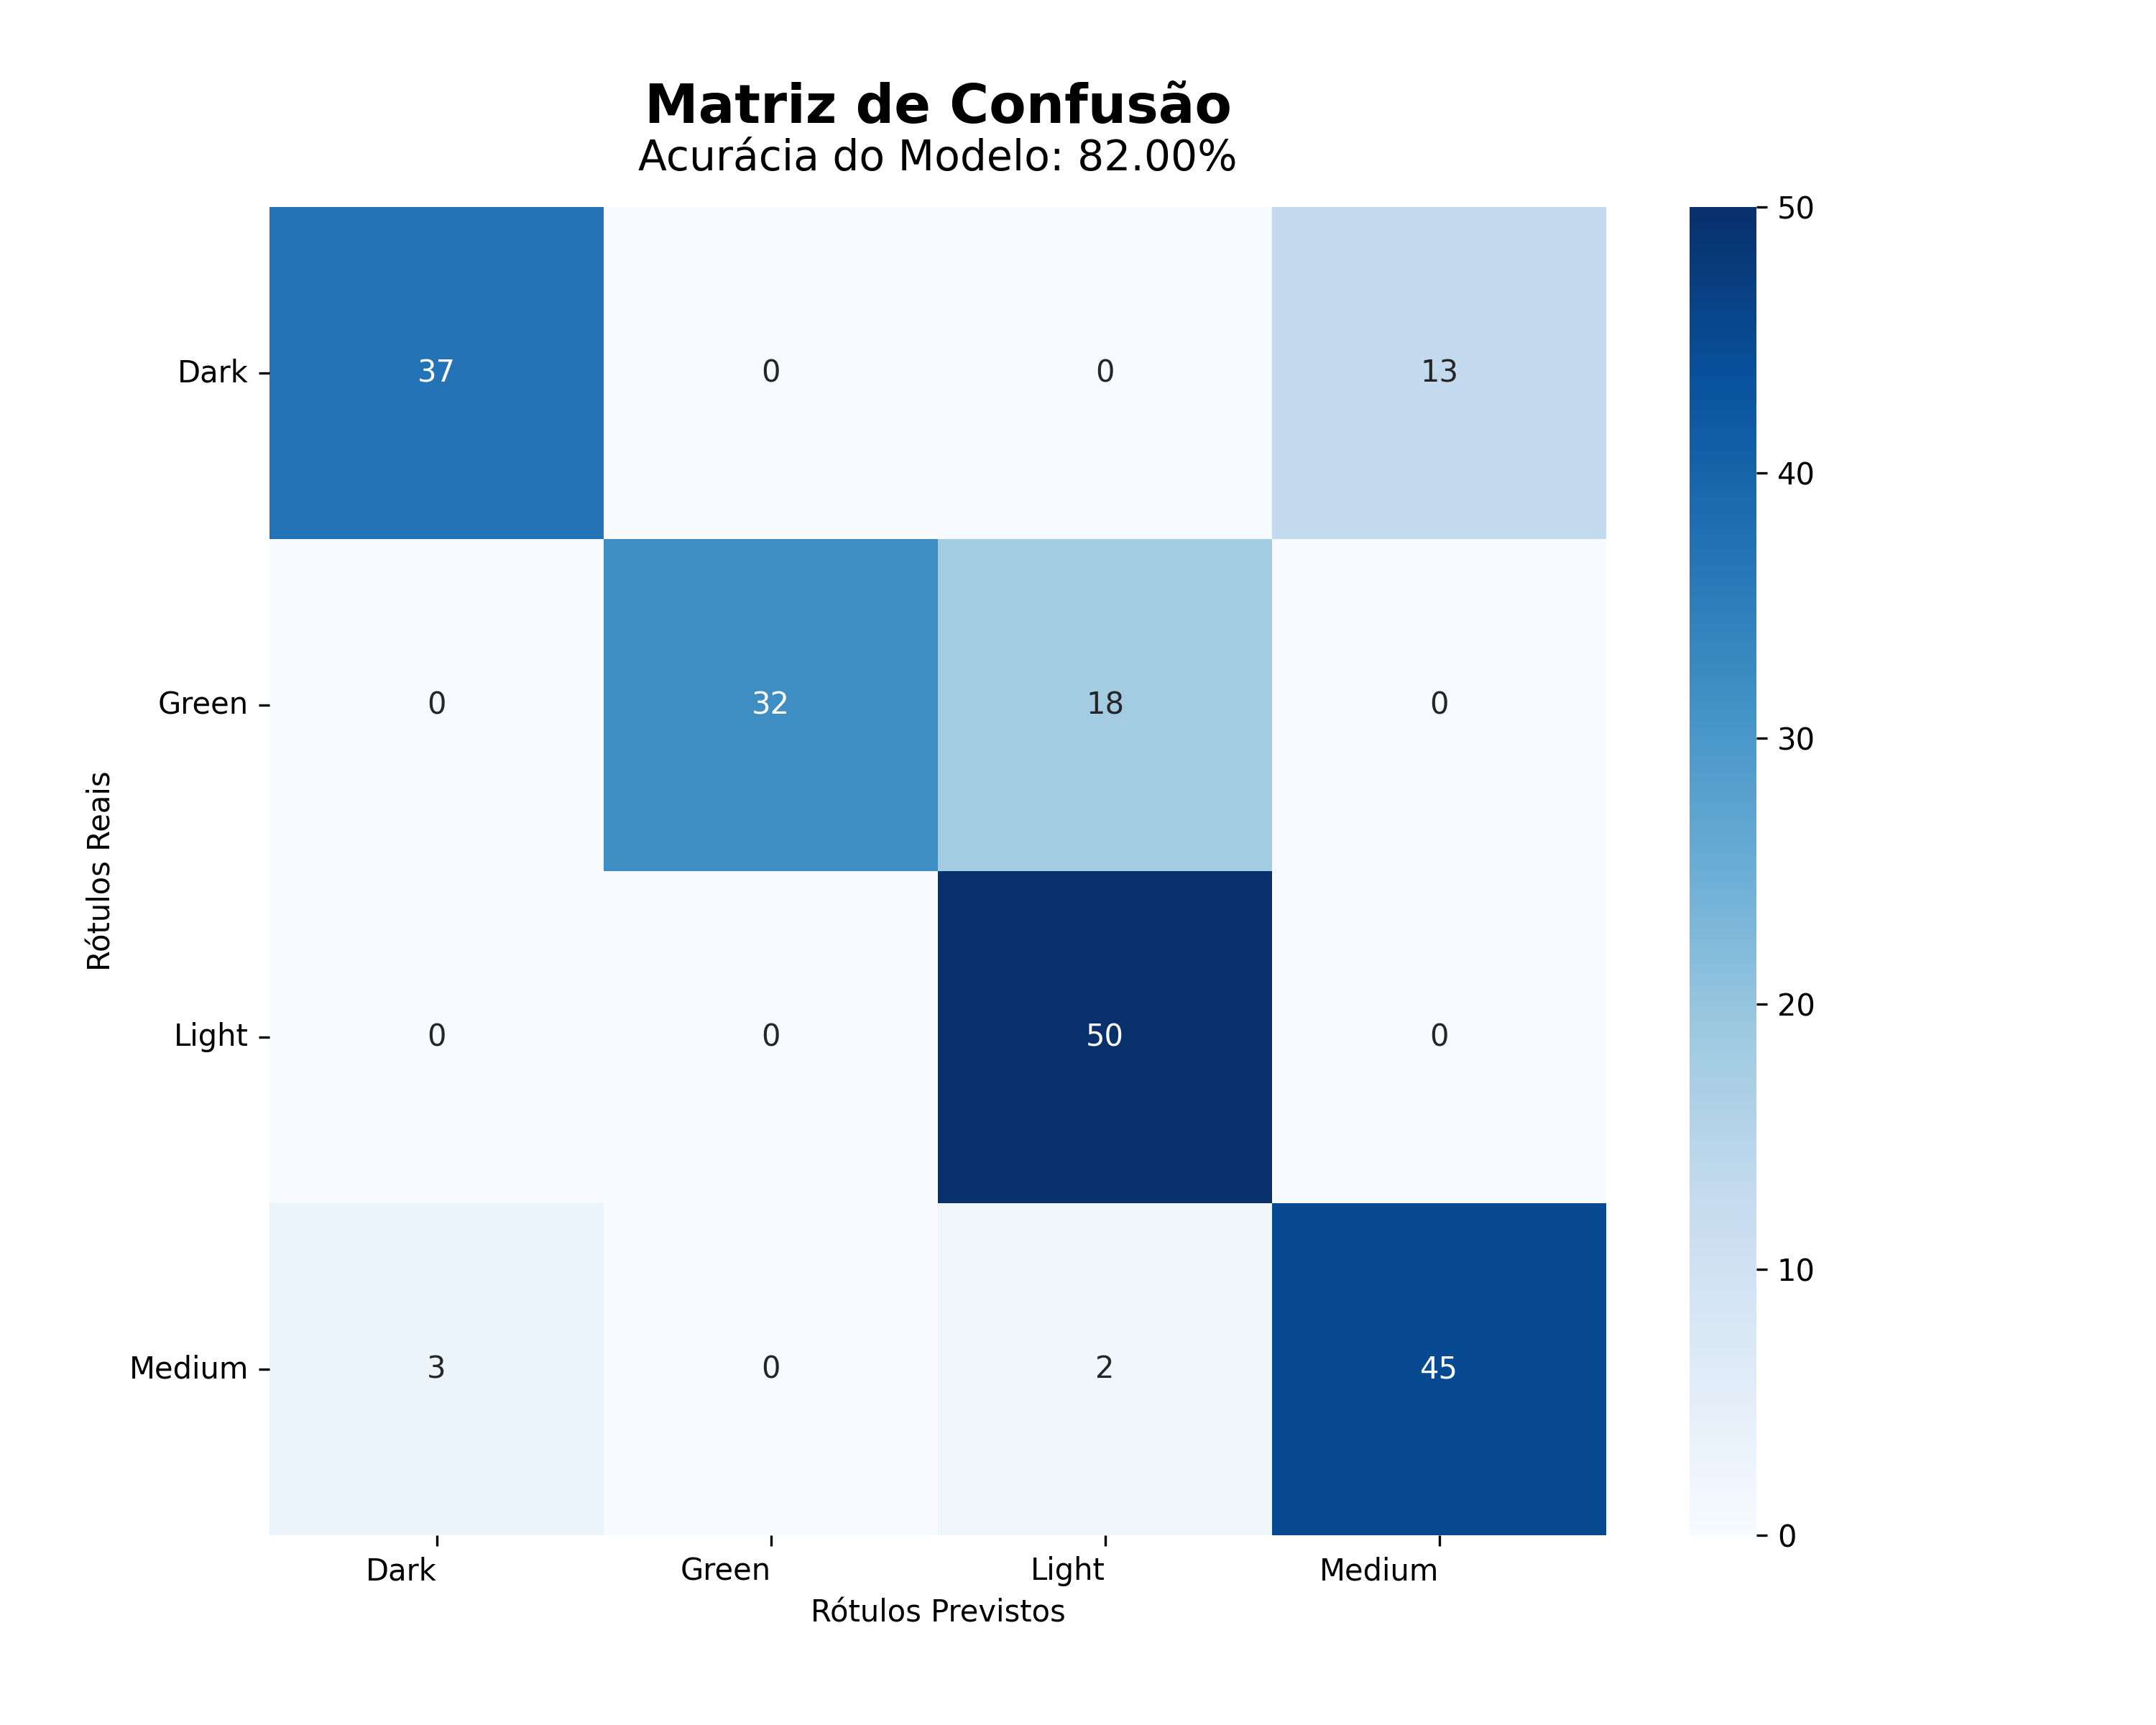 Matriz de Confusão
Acurácia do Modelo: 82.00%
Rótulos Reais
Dark 37 0 0 13
Green 0 32 18 0
Light 0 0 50 0
Medium 3 0 2 45
Dark Green Light Medium
Rótulos Previstos
50
40
30
20
10
0